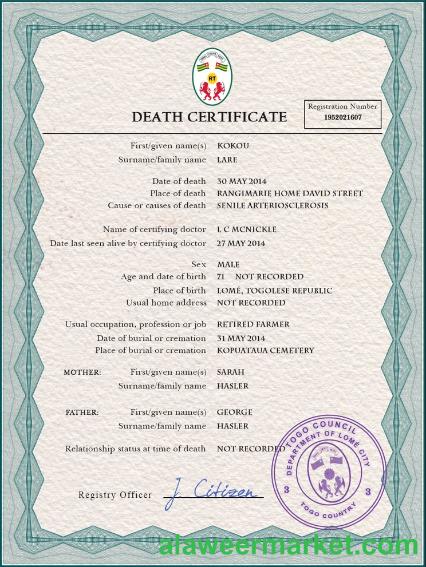 RT
DEATH CERTIFICATE
Registration Number
1952021607
First/given name(s) KOKOU
Surname/family name LARE
Date of death 30 MAY 2014
Place of death RANGIMARIE HOME DAVID STREET
Cause or causes of death SENILE ARTERIOSCLEROSIS
Name of certifying doctor L C MCNICKLE
Date last seen alive by certifying doctor 27 MAY 2014
Sex MALE
Age and date of birth 71 NOT RECORDED
Place of birth LOMÉ, TOGOLESE REPUBLIC
Usual home address NOT RECORDED
Usual occupation, profession or job RETIRED FARMER
Date of burial or cremation 31 MAY 2014
Place of burial or cremation KOPUATAUA CEMETERY
MOTHER: First/given name(s) SARAH
Surname/family name HASLER
FATHER: First/given name(s) GEORGE
Surname/family name HASLER
Relationship status at time of death NOT RECORDED
TOGO COUNCIL
DEPARTMENT OF LOMÉ CITY
3 3
TOGO COUNTRY
Registry Officer J Citizen
alaweermarket.com